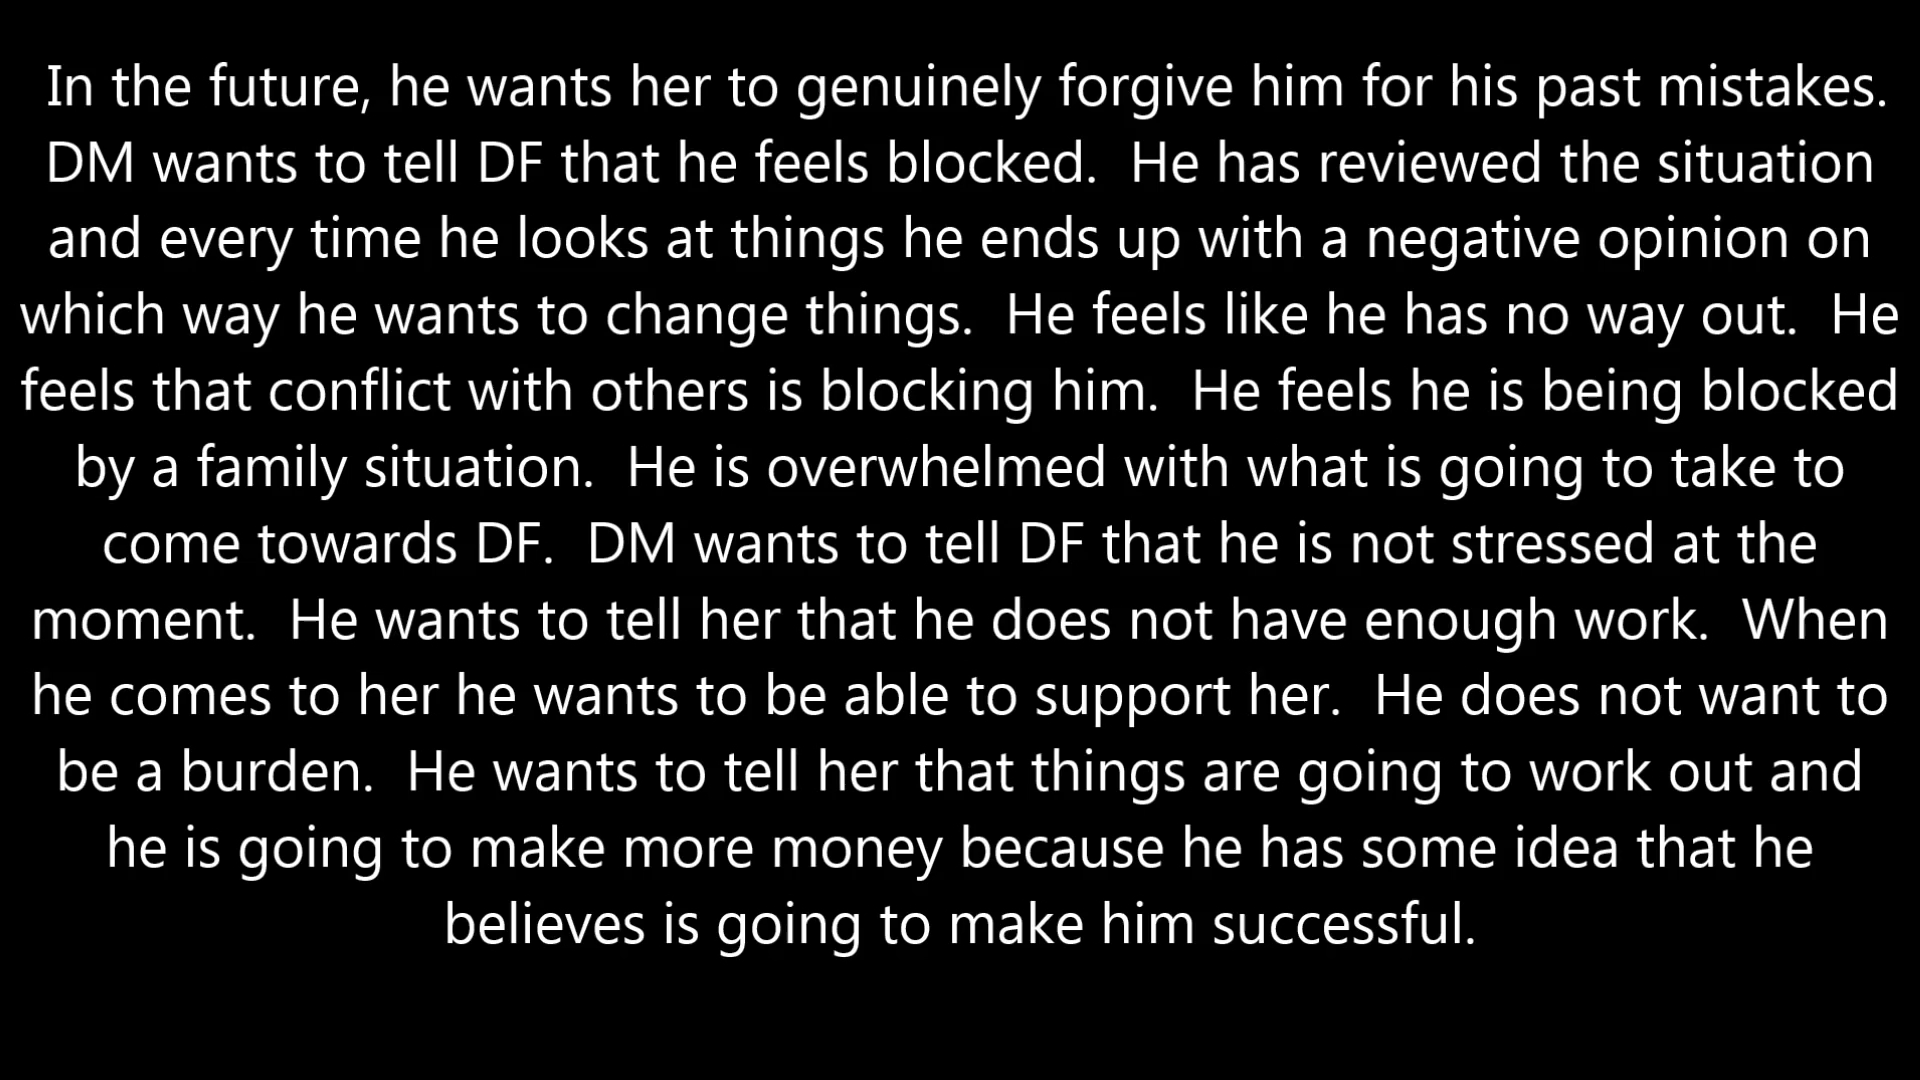 In the future, he wants her to genuinely forgive him for his past mistakes.
DM wants to tell DF that he feels blocked.  He has reviewed the situation
and every time he looks at things he ends up with a negative opinion on
which way he wants to change things.  He feels like he has no way out.  He
feels that conflict with others is blocking him.  He feels he is being blocked
by a family situation.  He is overwhelmed with what is going to take to
come towards DF.  DM wants to tell DF that he is not stressed at the
moment.  He wants to tell her that he does not have enough work.  When
he comes to her he wants to be able to support her.  He does not want to
be a burden.  He wants to tell her that things are going to work out and
he is going to make more money because he has some idea that he
believes is going to make him successful.